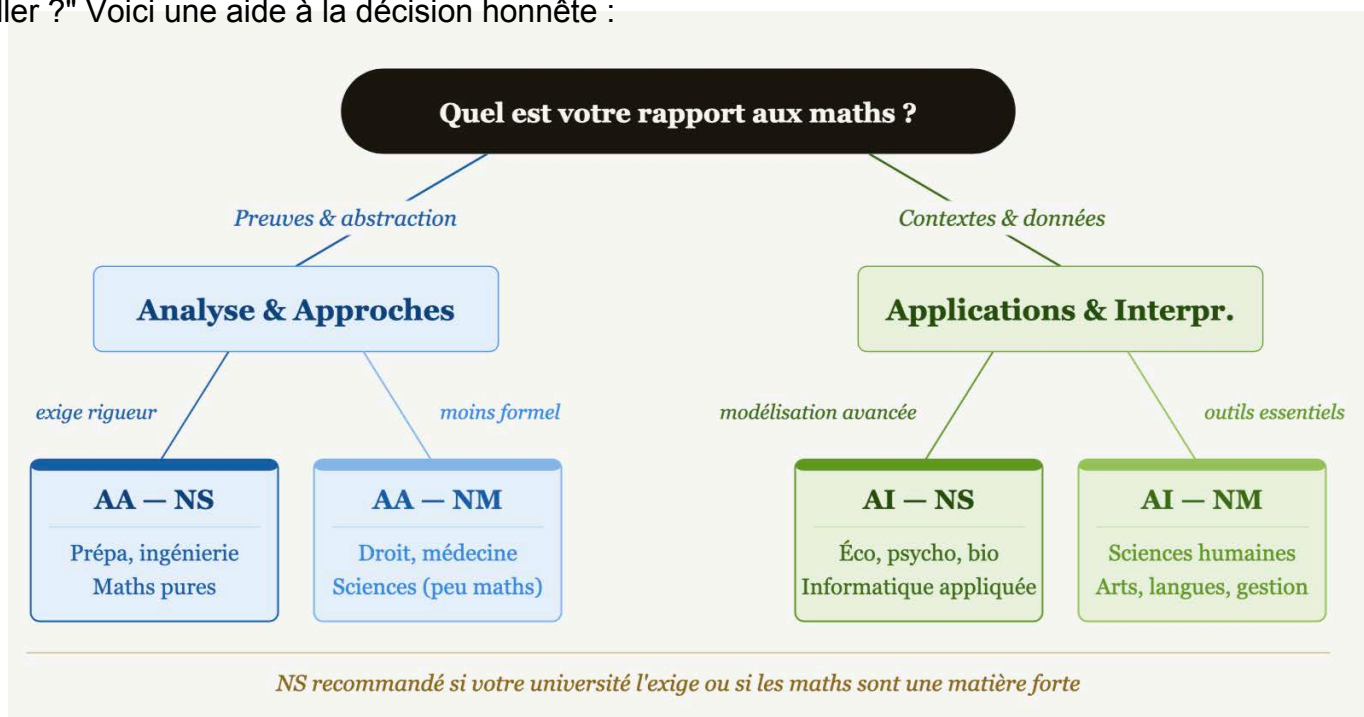 ller ?" Voici une aide à la décision honnête :
Quel est votre rapport aux maths ?
Preuves & abstraction
Contextes & données
Analyse & Approches
Applications & Interpr.
exige rigueur
moins formel
modélisation avancée
outils essentiels
AA — NS
Prépa, ingénierie
Maths pures
AA — NM
Droit, médecine
Sciences (peu maths)
AI — NS
Éco, psycho, bio
Informatique appliquée
AI — NM
Sciences humaines
Arts, langues, gestion
NS recommandé si votre université l'exige ou si les maths sont une matière forte